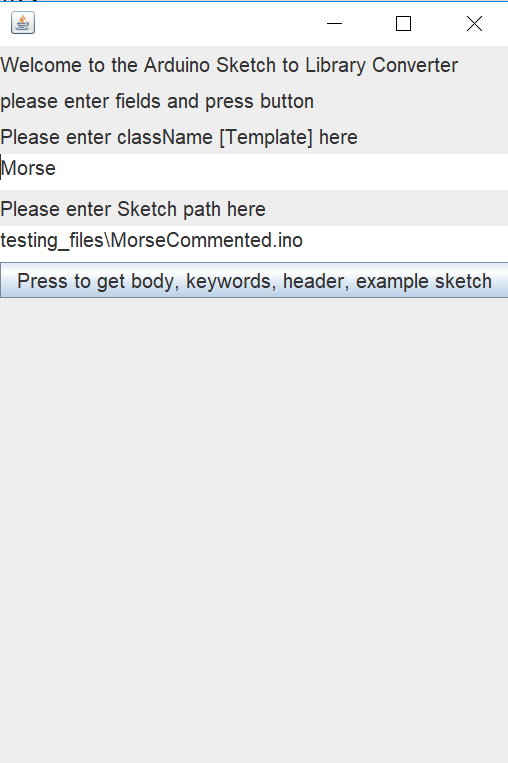 Welcome to the Arduino Sketch to Library Converter
please enter fields and press button
Please enter className [Template] here
Morse
Please enter Sketch path here
testing_files\MorseCommented.ino
Press to get body, keywords, header, example sketch